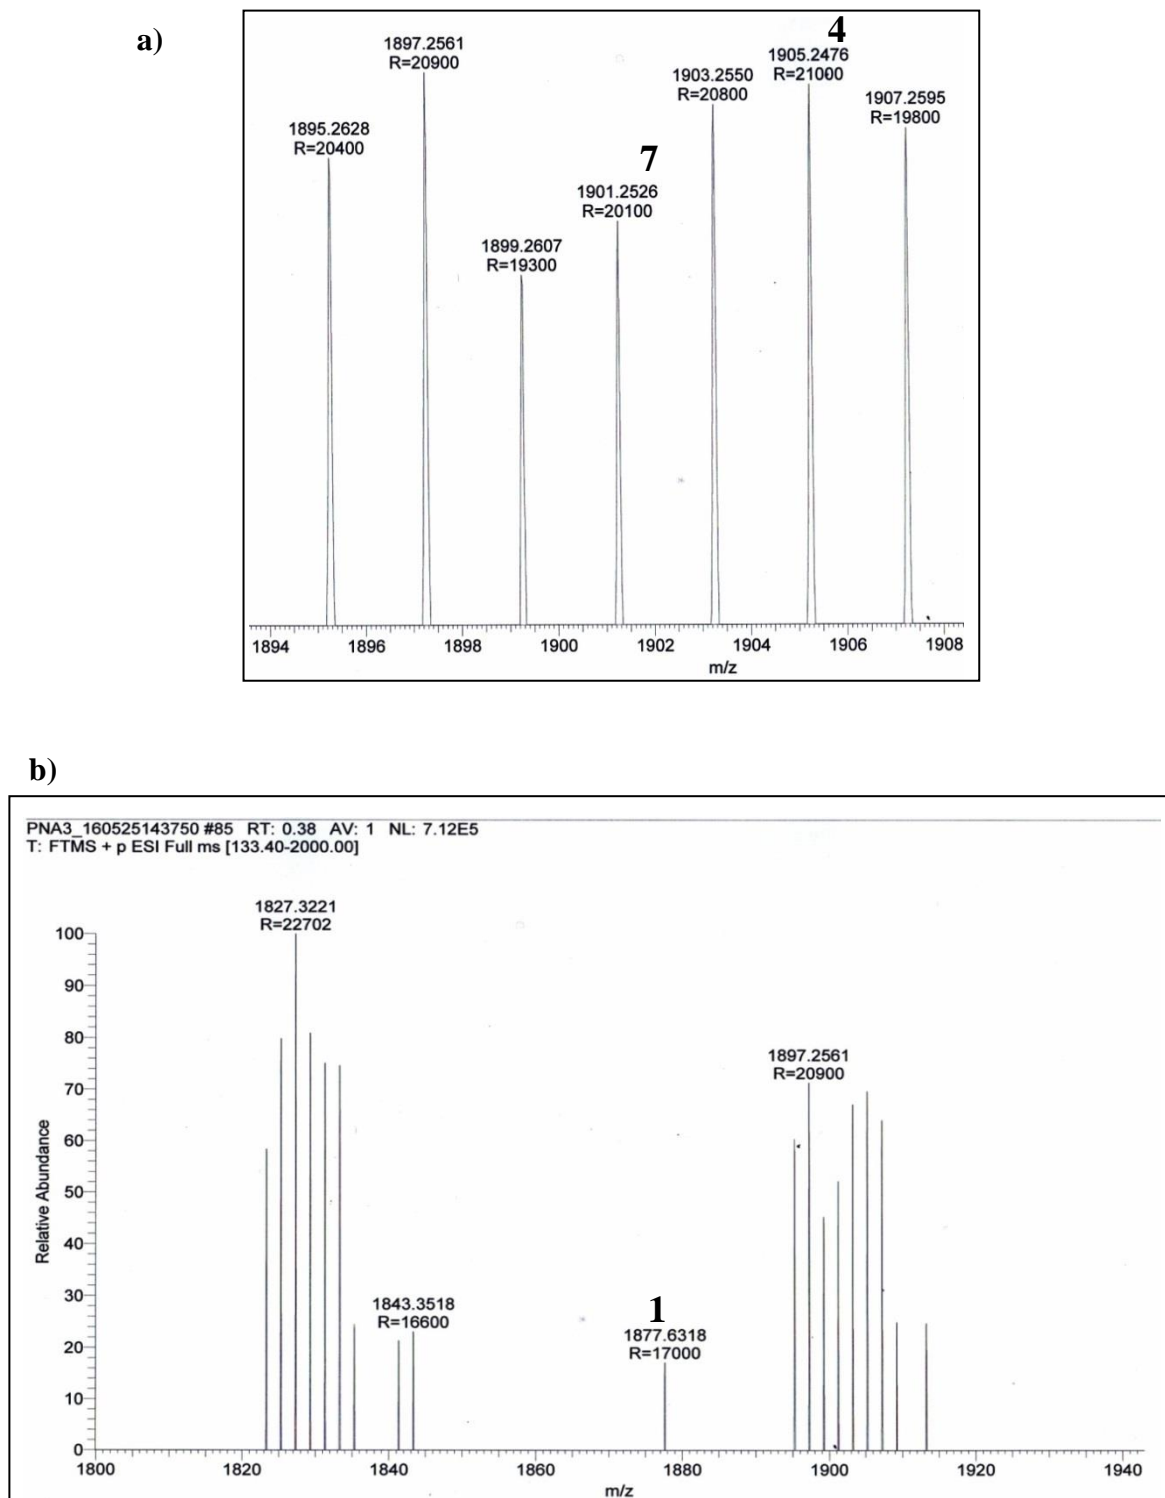 a)
4
1897.2561
R=20900
1905.2476
R=21000
1903.2550
R=20800
1907.2595
R=19800
1895.2628
R=20400
7
1901.2526
R=20100
1899.2607
R=19300
1894 1896 1898 1900 1902 1904 1906 1908
m/z
b)
PNA3_160525143750 #85 RT: 0.38 AV: 1 NL: 7.12E5
T: FTMS + p ESI Full ms [133.40-2000.00]
1827.3221
R=22702
100
90
80
70
60
50
40
30
20
10
0
Relative Abundance
1897.2561
R=20900
1843.3518
R=16600
1
1877.6318
R=17000
1800 1820 1840 1860 1880 1900 1920 1940
m/z